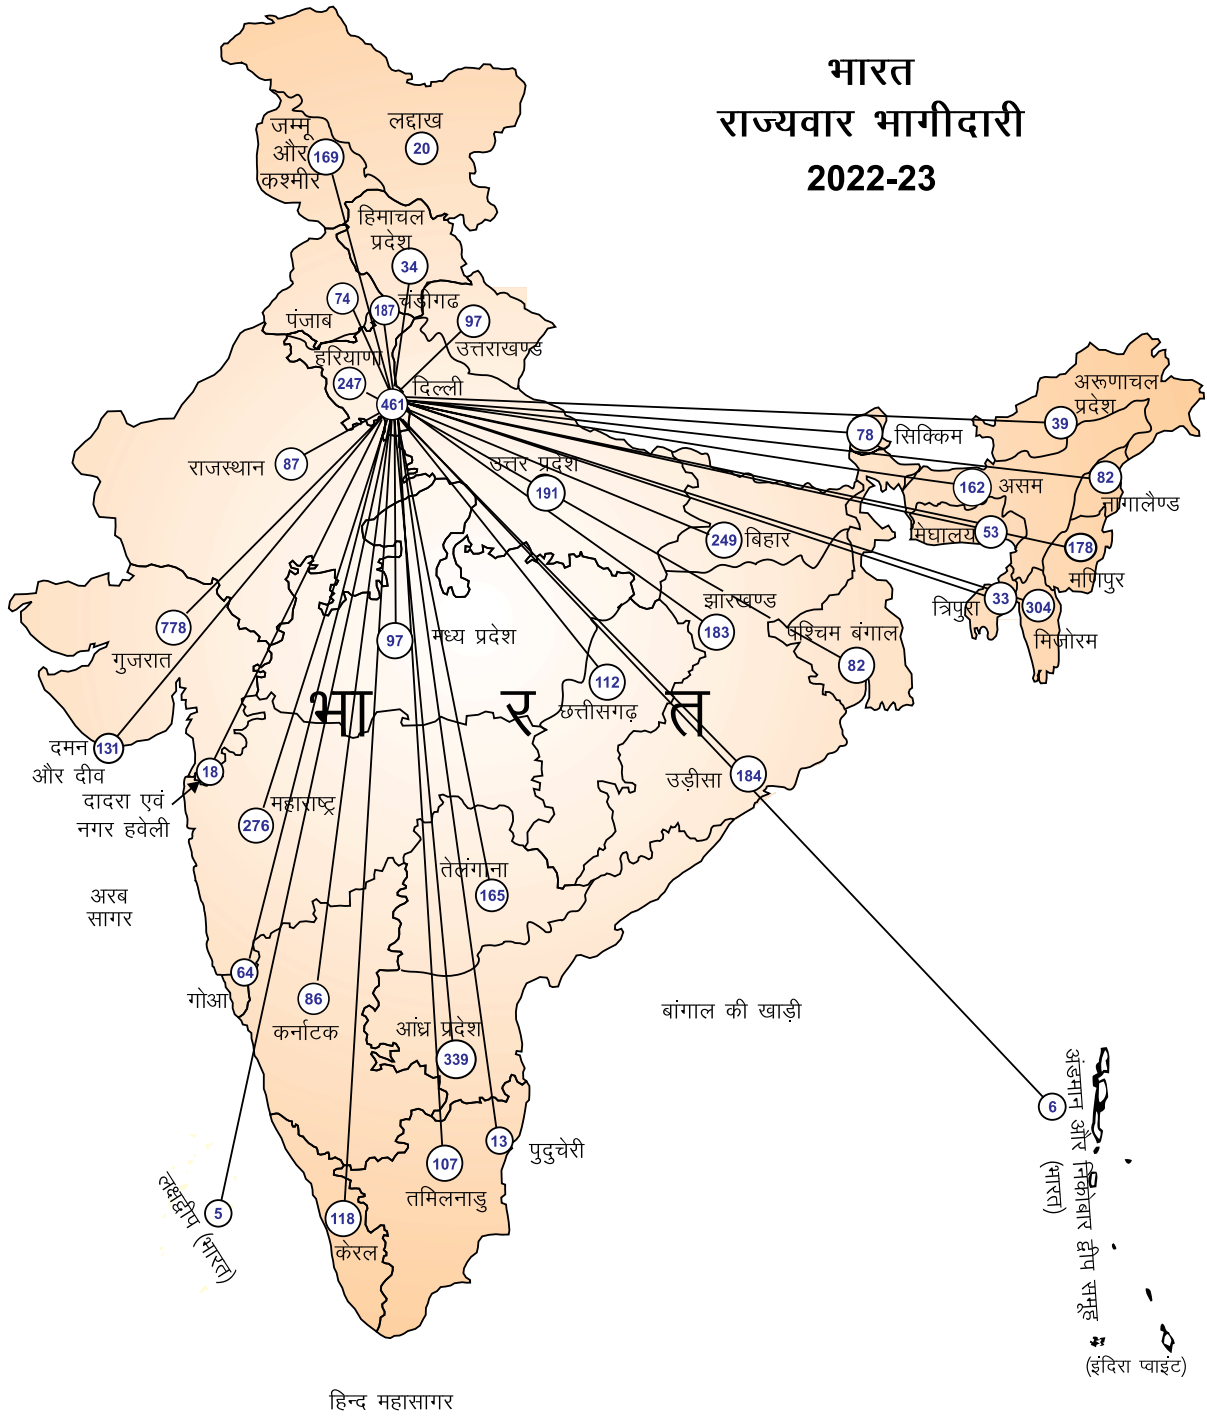 भारत
राज्यवार भागीदारी
2022-23
लद्दाख
20
जम्मू
और
कश्मीर
169
हिमाचल
प्रदेश
34
74
पंजाब
187
चंडीगढ
97
उत्तराखण्ड
हरियाणा
247
दिल्ली
461
अरूणाचल
प्रदेश
39
78
सिक्किम
राजस्थान
87
उत्तर प्रदेश
191
162
असम
82
नागालैण्ड
249
बिहार
मेघालय
53
178
मणिपुर
झारखण्ड
183
त्रिपुरा
33
304
मिजोरम
778
गुजरात
97
मध्य प्रदेश
पश्चिम बंगाल
82
112
छत्तीसगढ़
भा र त
दमन
और दीव
131
18
दादरा एवं
नगर हवेली
उड़ीसा
184
महाराष्ट्र
276
तेलंगाना
165
अरब
सागर
64
गोआ
86
कर्नाटक
आंध्र प्रदेश
339
बांगाल की खाड़ी
6
अंडमान और निकोबार द्वीप समूह
(भारत)
13
पुदुचेरी
107
तमिलनाडु
लक्षद्वीप (भारत)
5
118
केरल
(इंदिरा प्वाइंट)
हिन्द महासागर